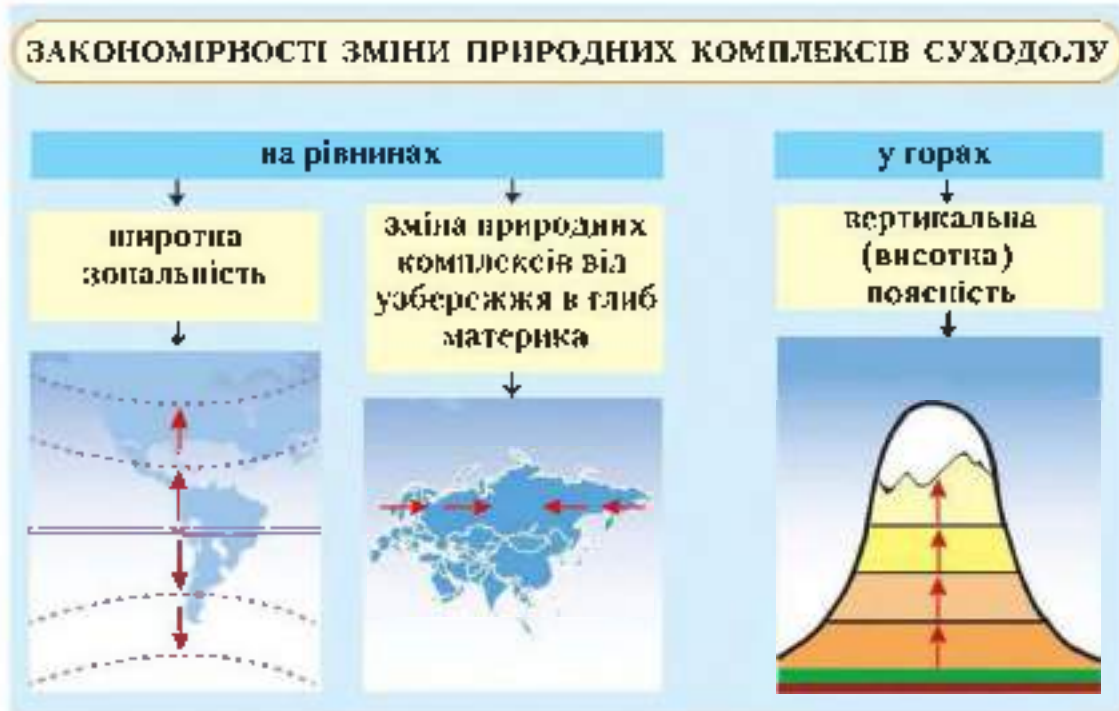 ЗАКОНОМІРНОСТІ ЗМІНИ ПРИРОДНИХ КОМПЛЕКСІВ СУХОДОЛУ
на рівнинах
широтна
зональність
зміна природних
комплексів від
узбережжя в глиб
материка
у горах
вертикальна
(висотна)
поясність